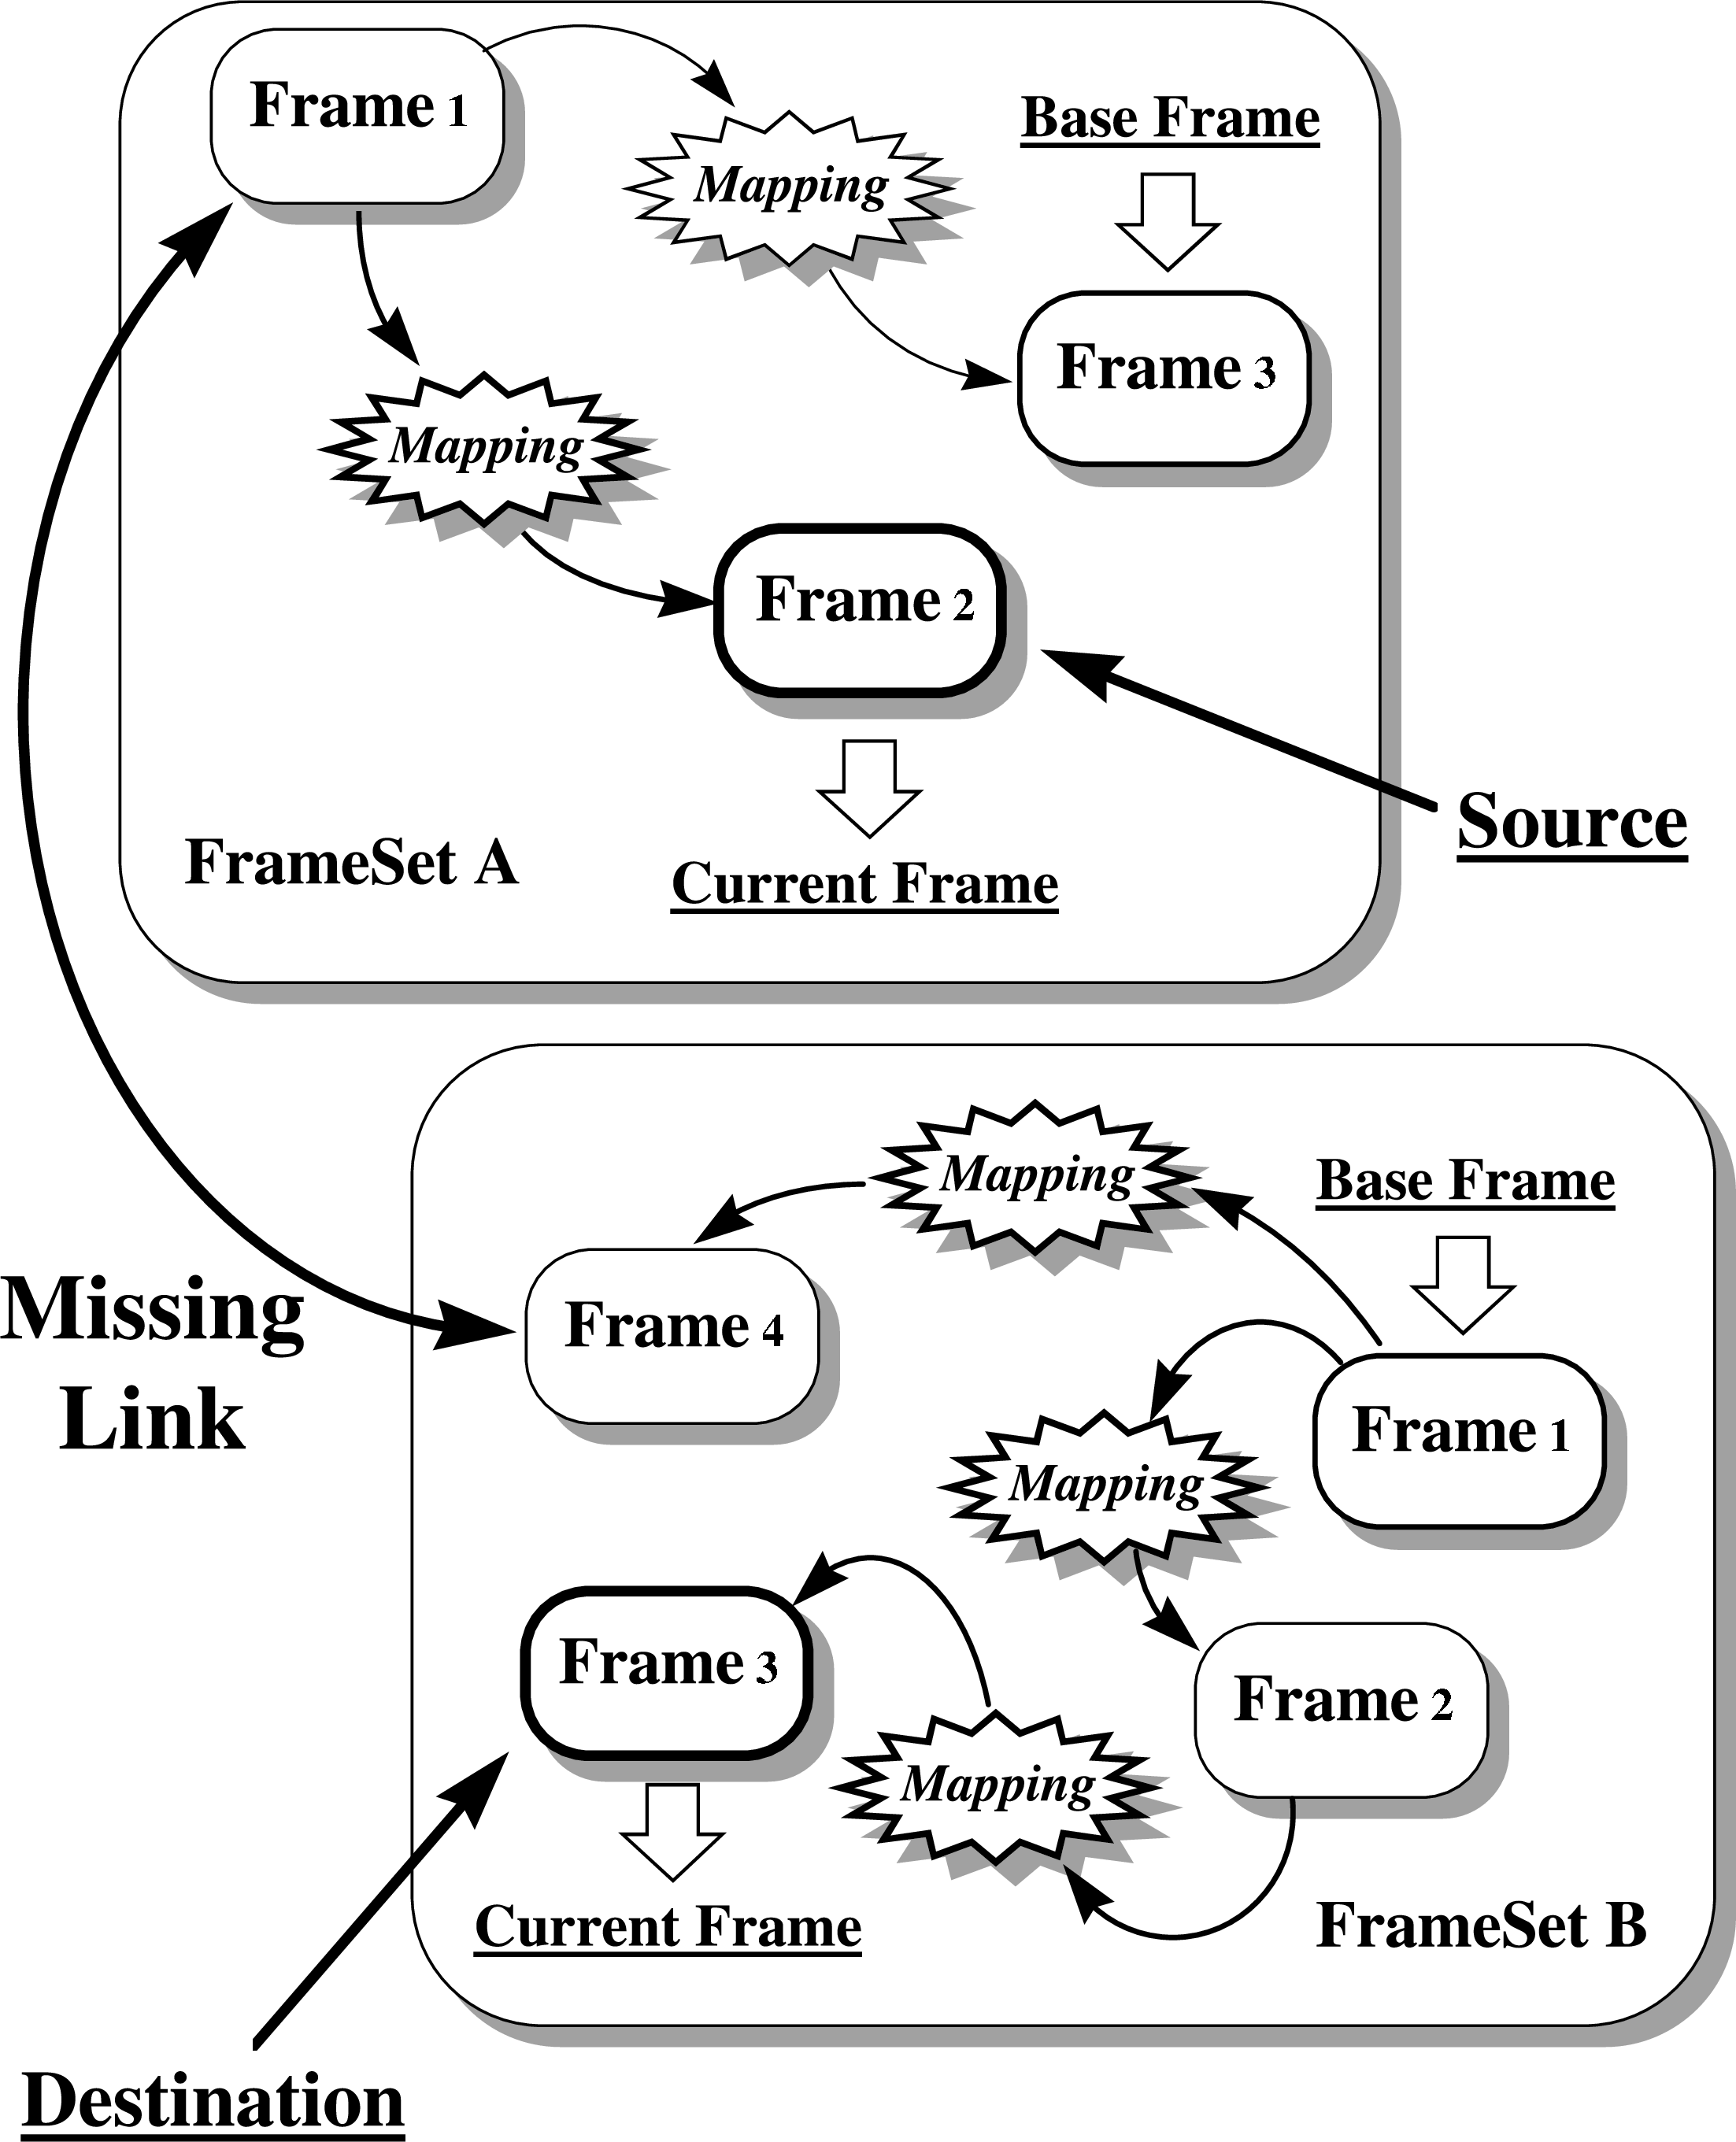 Frame 1
Base Frame
Mapping
Frame 3
Mapping
Frame 2
Source
FrameSet A
Current Frame
Mapping
Base Frame
Missing
Link
Frame 4
Frame 1
Mapping
Frame 3
Frame 2
Mapping
Current Frame
FrameSet B
Destination